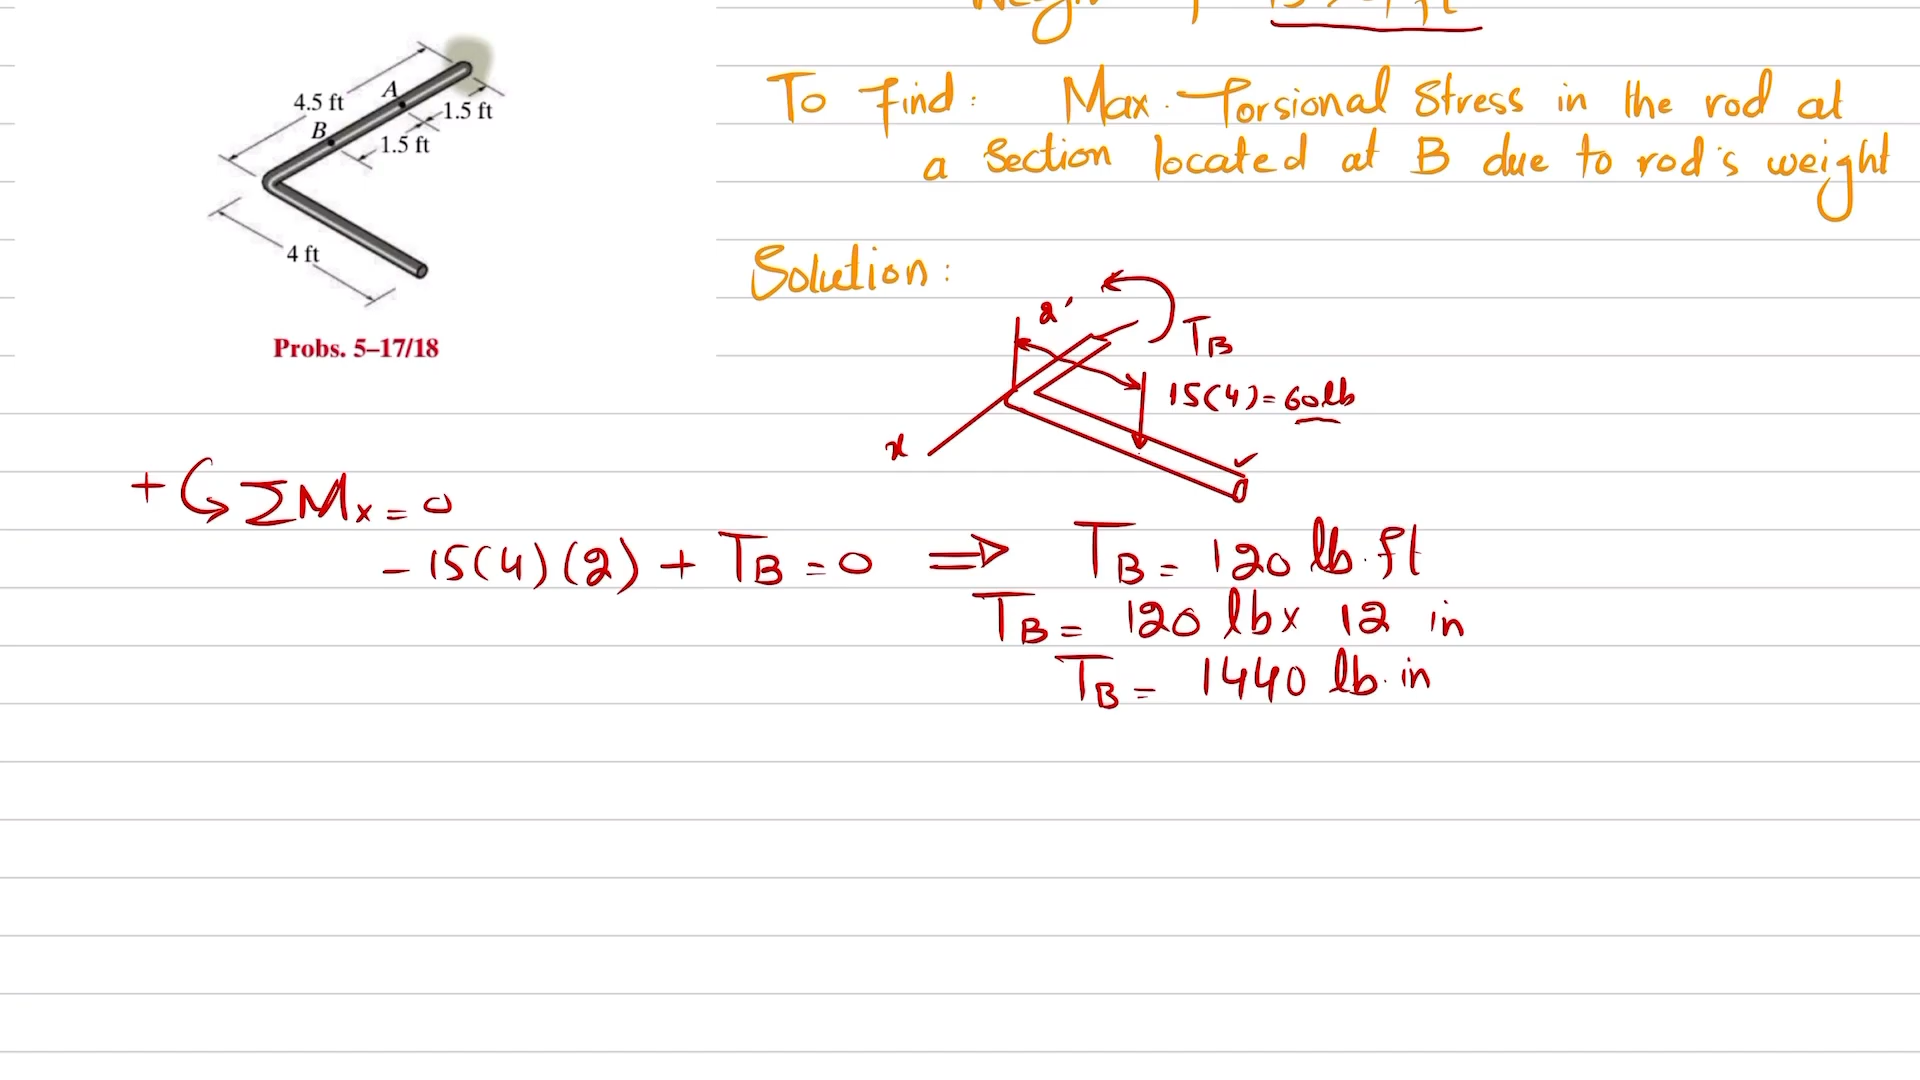 4.5 ft
A
1.5 ft
B
1.5 ft
4 ft
Probs. 5–17/18
To Find: Max. Torsional Stress in the rod at
a Section located at B due to rod's weight
Solution:
2'
TB
15(4)= 60lb
x
+ ΣMx = 0
- 15(4)(2) + TB = 0 ⇒ TB = 120 lb.ft
TB = 120 lb x 12 in
TB = 1440 lb.in